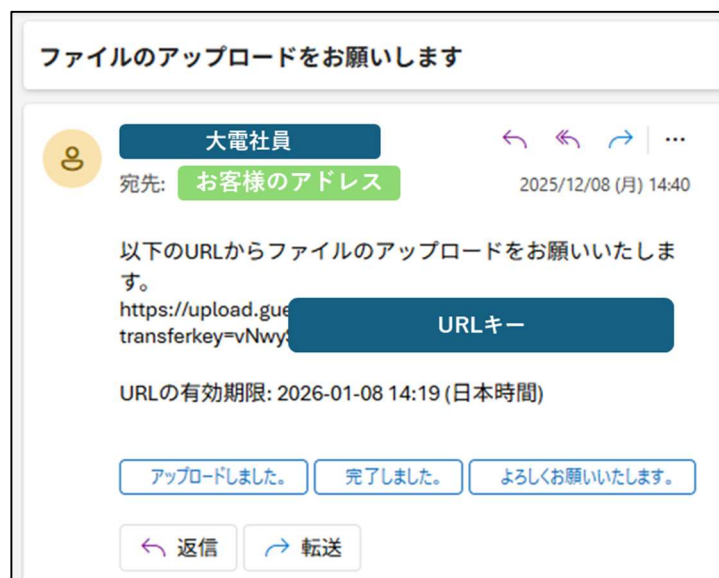 ファイルのアップロードをお願いします
大電社員
宛先: お客様のアドレス
2025/12/08 (月) 14:40
以下のURLからファイルのアップロードをお願いいたしま
す。
https://upload.gue
transferkey=vNwy
URLキー
URLの有効期限: 2026-01-08 14:19 (日本時間)
アップロードしました。
完了しました。
よろしくお願いいたします。
返信
転送